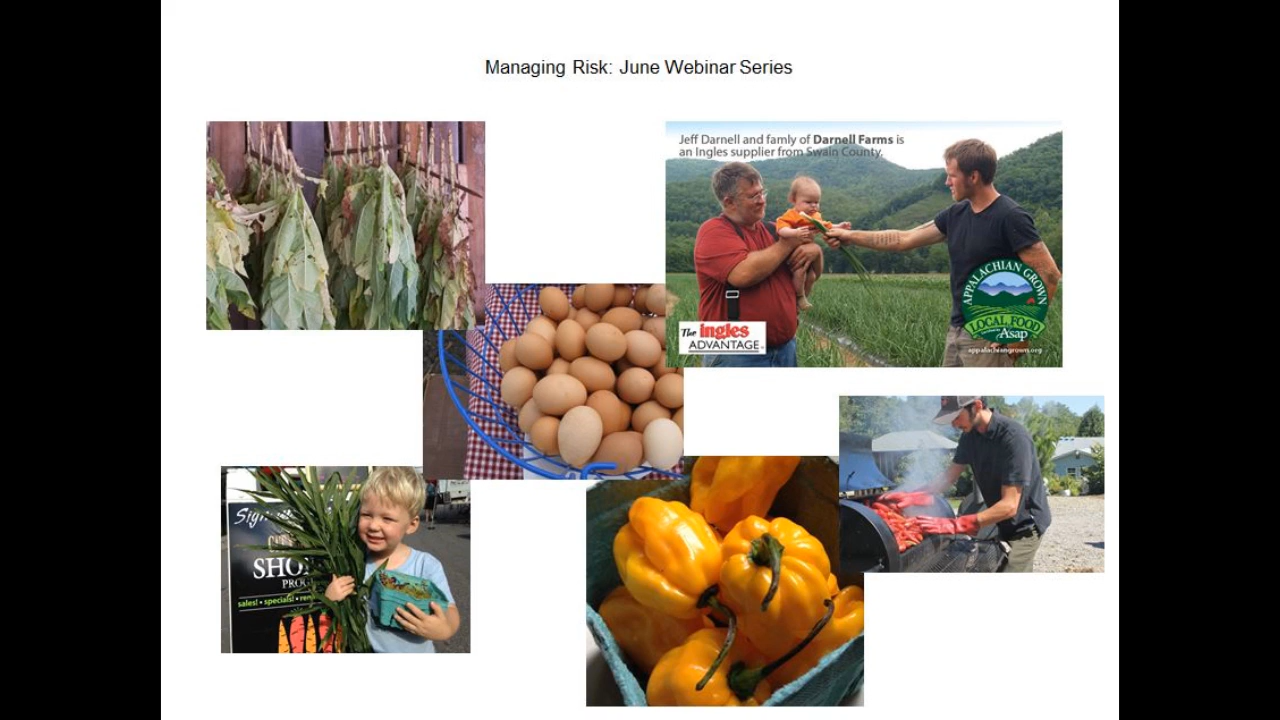 Managing Risk: June Webinar Series
Jeff Darnell and famly of Darnell Farms is
an Ingles supplier from Swain County.
The Ingles
ADVANTAGE
APPALACHIAN GROWN
LOCAL FOOD
Asap
appalachiangrown.org
SHO
PROG
sales! • specials! •